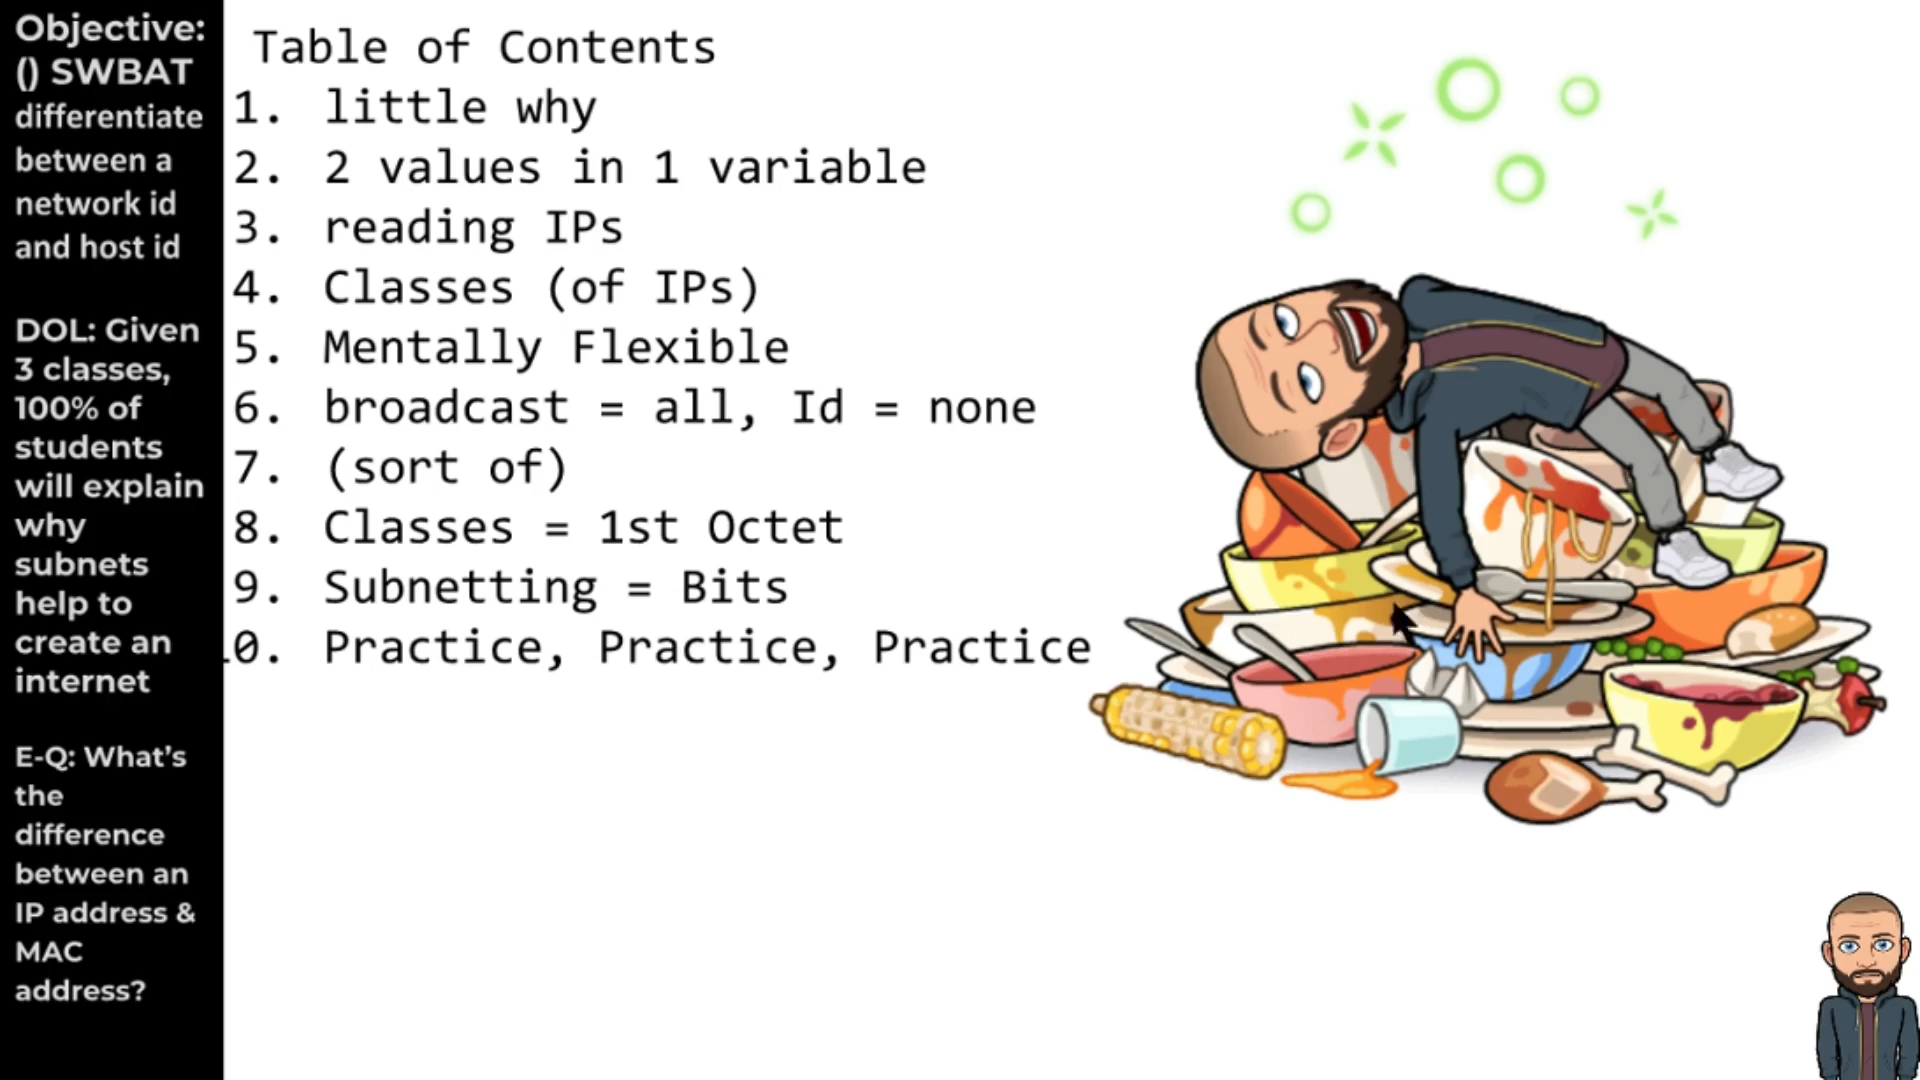 Objective:
() SWBAT
differentiate
between a
network id
and host id
DOL: Given
3 classes,
100% of
students
will explain
why
subnets
help to
create an
internet
E-Q: What's
the
difference
between an
IP address &
MAC
address?
Table of Contents
1. little why
2. 2 values in 1 variable
3. reading IPs
4. Classes (of IPs)
5. Mentally Flexible
6. broadcast = all, Id = none
7. (sort of)
8. Classes = 1st Octet
9. Subnetting = Bits
10. Practice, Practice, Practice